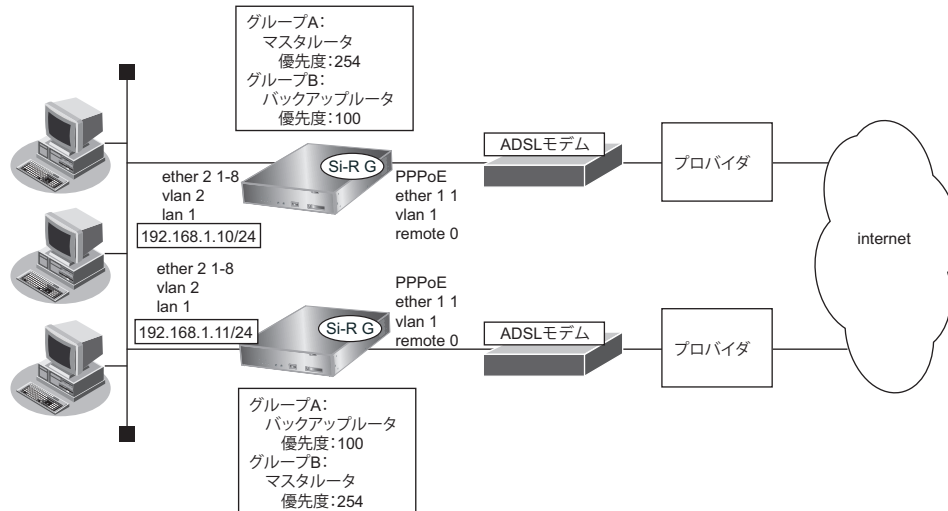 グループA:
マスタルータ
優先度:254
グループB:
バックアップルータ
優先度:100
Si-R G
ether 2 1-8
vlan 2
lan 1
192.168.1.10/24
PPPoE
ether 1 1
vlan 1
remote 0
ADSLモデム
プロバイダ
internet
ether 2 1-8
vlan 2
lan 1
192.168.1.11/24
Si-R G
PPPoE
ether 1 1
vlan 1
remote 0
ADSLモデム
プロバイダ
グループA:
バックアップルータ
優先度:100
グループB:
マスタルータ
優先度:254